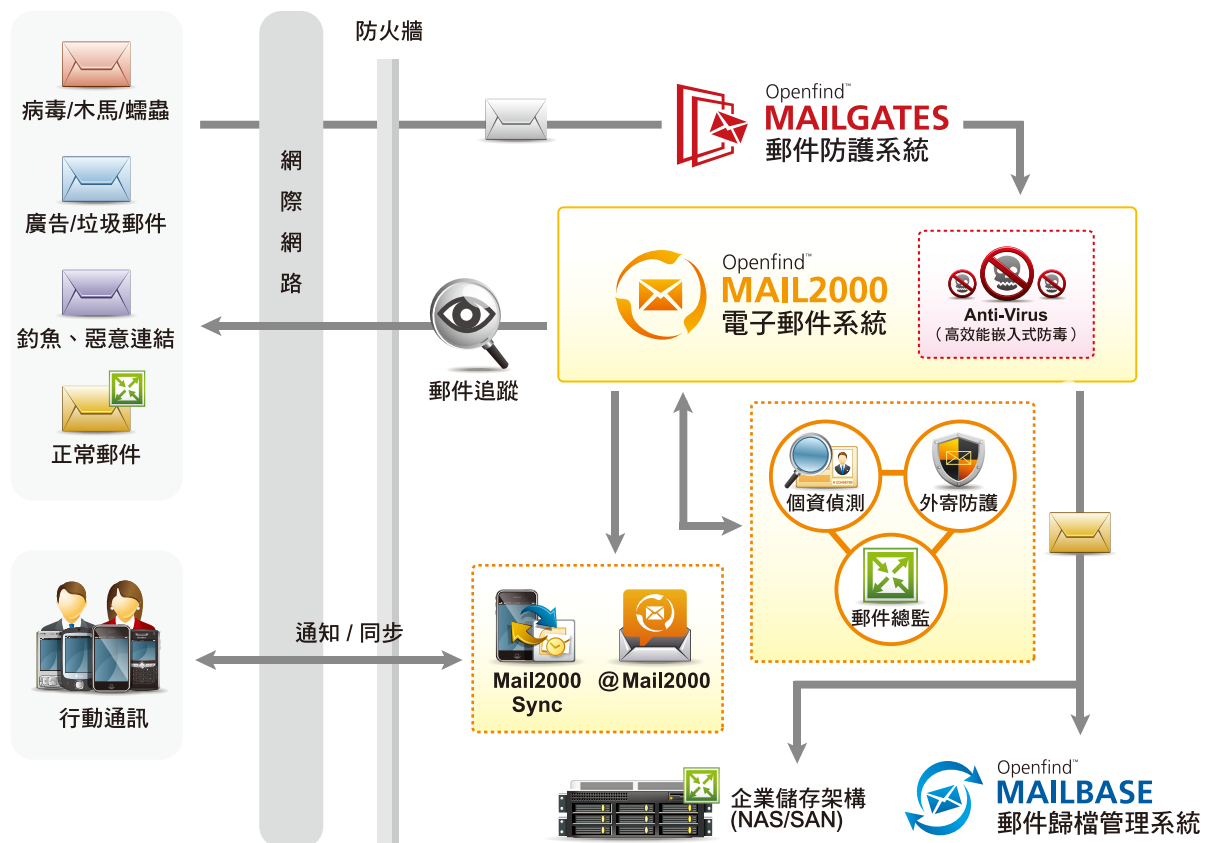 防火牆
病毒/木馬/蠕蟲
廣告/垃圾郵件
釣魚、惡意連結
正常郵件
網際網路
Openfind™
MAILGATES
郵件防護系統
Openfind™
MAIL2000
電子郵件系統
Anti-Virus
(高效能嵌入式防毒)
郵件追蹤
個資偵測
外寄防護
郵件總監
行動通訊
通知 / 同步
Mail2000
Sync
@Mail2000
企業儲存架構
(NAS/SAN)
Openfind™
MAILBASE
郵件歸檔管理系統